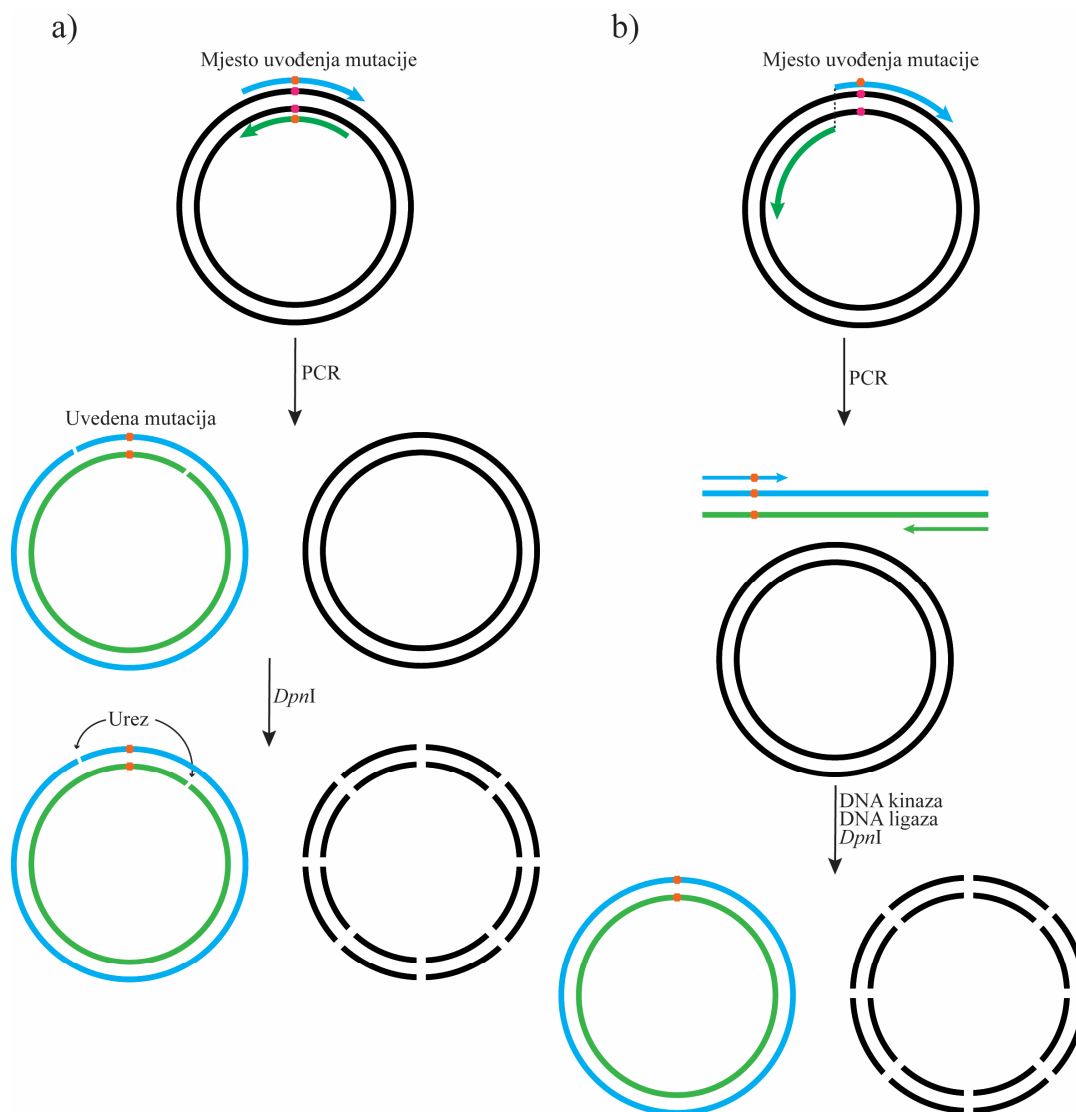 a)
Mjesto uvođenja mutacije
PCR
Uvedena mutacija
DpnI
Urez
b)
Mjesto uvođenja mutacije
PCR
DNA kinaza
DNA ligaza
DpnI